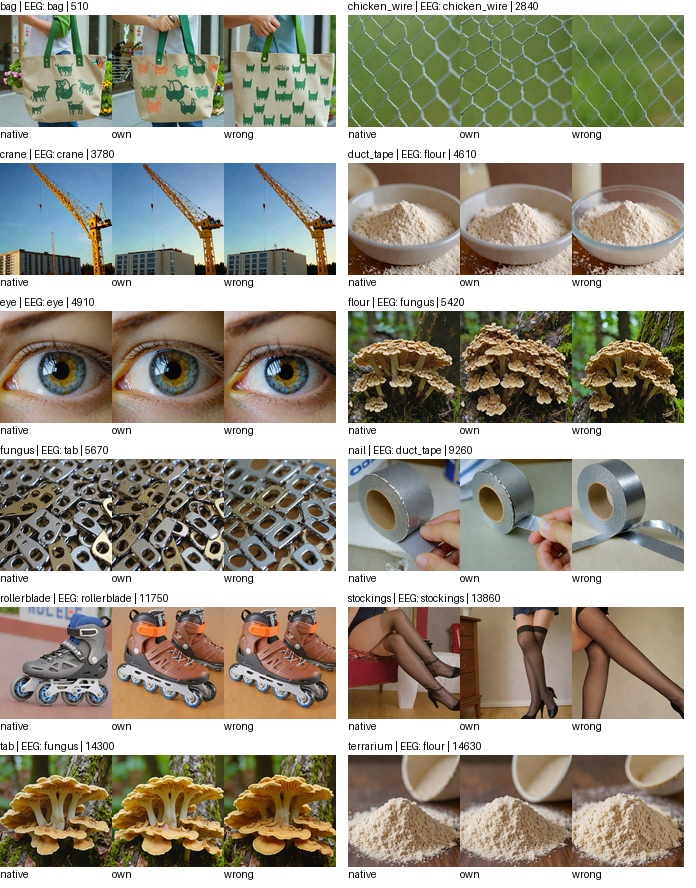 bag | EEG: bag | 510
native own wrong
chicken_wire | EEG: chicken_wire | 2840
native own wrong
crane | EEG: crane | 3780
native own wrong
duct_tape | EEG: flour | 4610
native own wrong
eye | EEG: eye | 4910
native own wrong
flour | EEG: fungus | 5420
native own wrong
fungus | EEG: tab | 5670
native own wrong
nail | EEG: duct_tape | 9260
native own wrong
rollerblade | EEG: rollerblade | 11750
native own wrong
stockings | EEG: stockings | 13860
native own wrong
tab | EEG: fungus | 14300
native own wrong
terrarium | EEG: flour | 14630
native own wrong